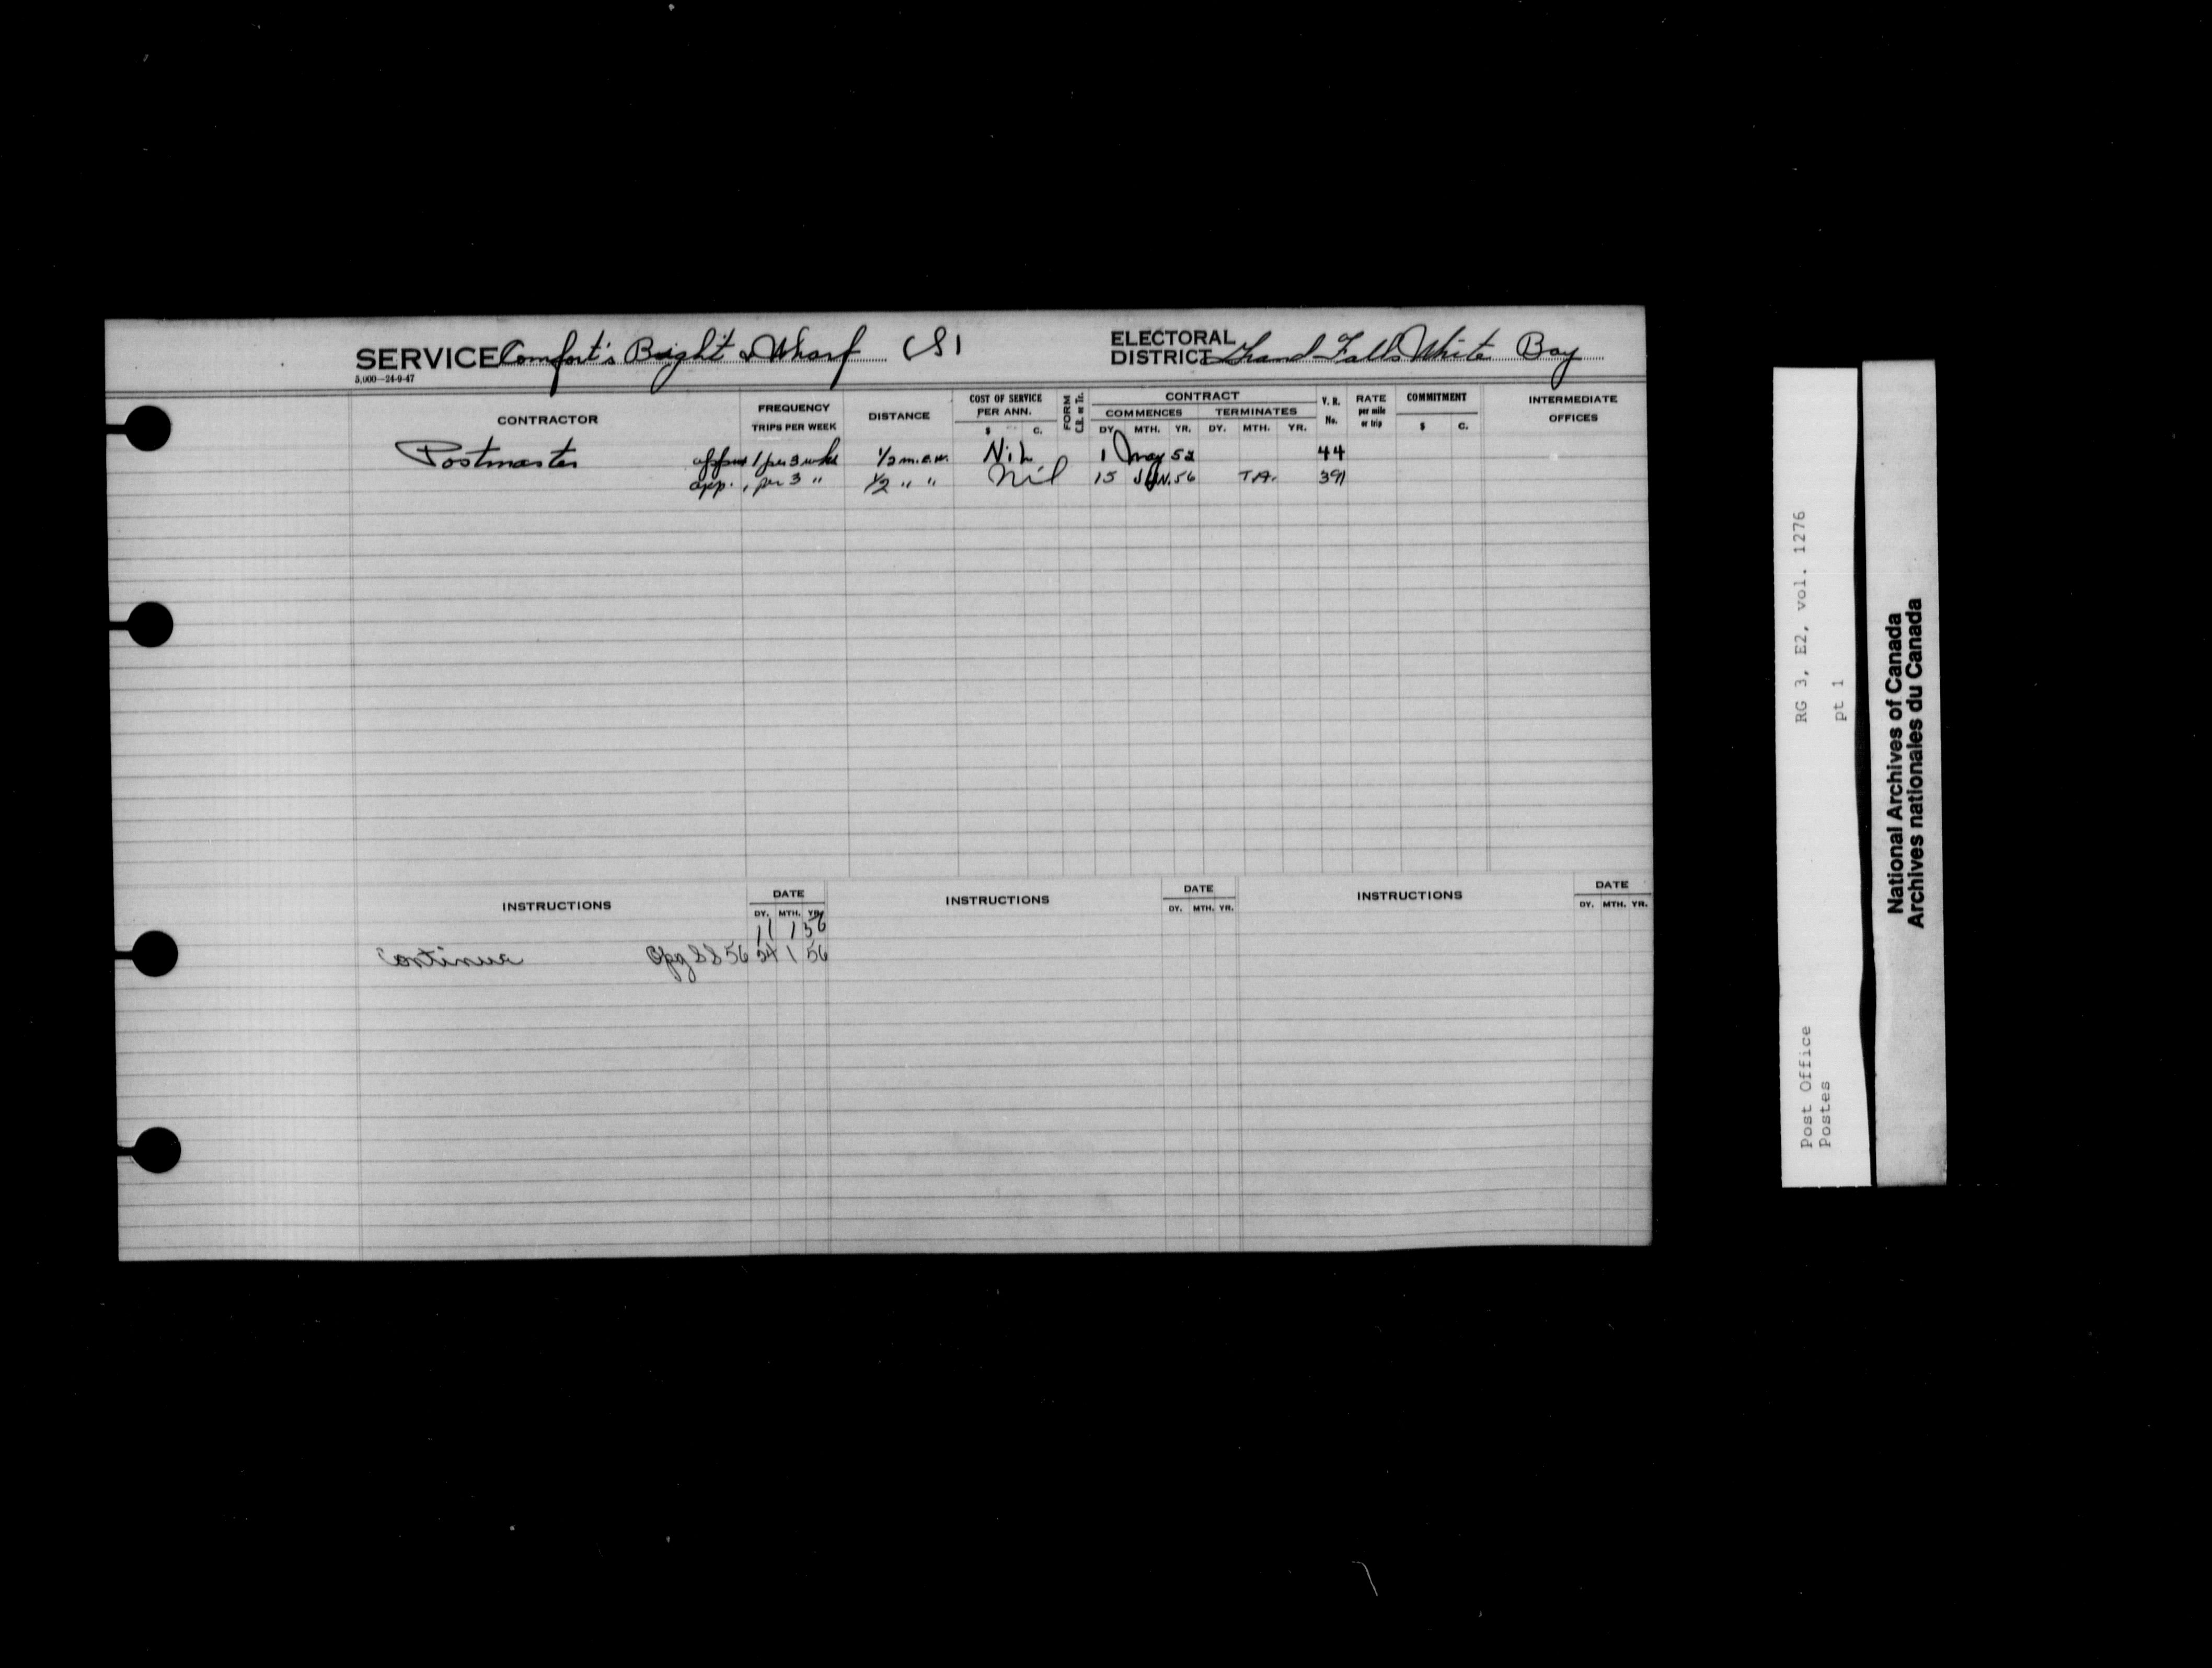 SERVICE Comfort's Bight & Wharf (S)
5,000—24-9-47
ELECTORAL DISTRICT Grand Falls White Bay
CONTRACTOR FREQUENCY TRIPS PER WEEK DISTANCE COST OF SERVICE PER ANN. $ C. FORM C.R. or Tr. CONTRACT COMMENCES DY. MTH. YR. TERMINATES DY. MTH. YR. V. R. No. RATE per mile or trip COMMITMENT $ C. INTERMEDIATE OFFICES
Postmaster approx 1 per 3 wks 1/2 m.e.w. Nil 1 May 52 44
app. 1 per 3 " 1/2 " " Nil 15 JUN. 56 T.A. 391
INSTRUCTIONS DATE DY. MTH. YR. INSTRUCTIONS DATE DY. MTH. YR. INSTRUCTIONS DATE DY. MTH. YR.
11 1 56
Continue 56 24 1 56
RG 3, E2, vol. 1276
pt 1
Post Office
Postes
National Archives of Canada
Archives nationales du Canada